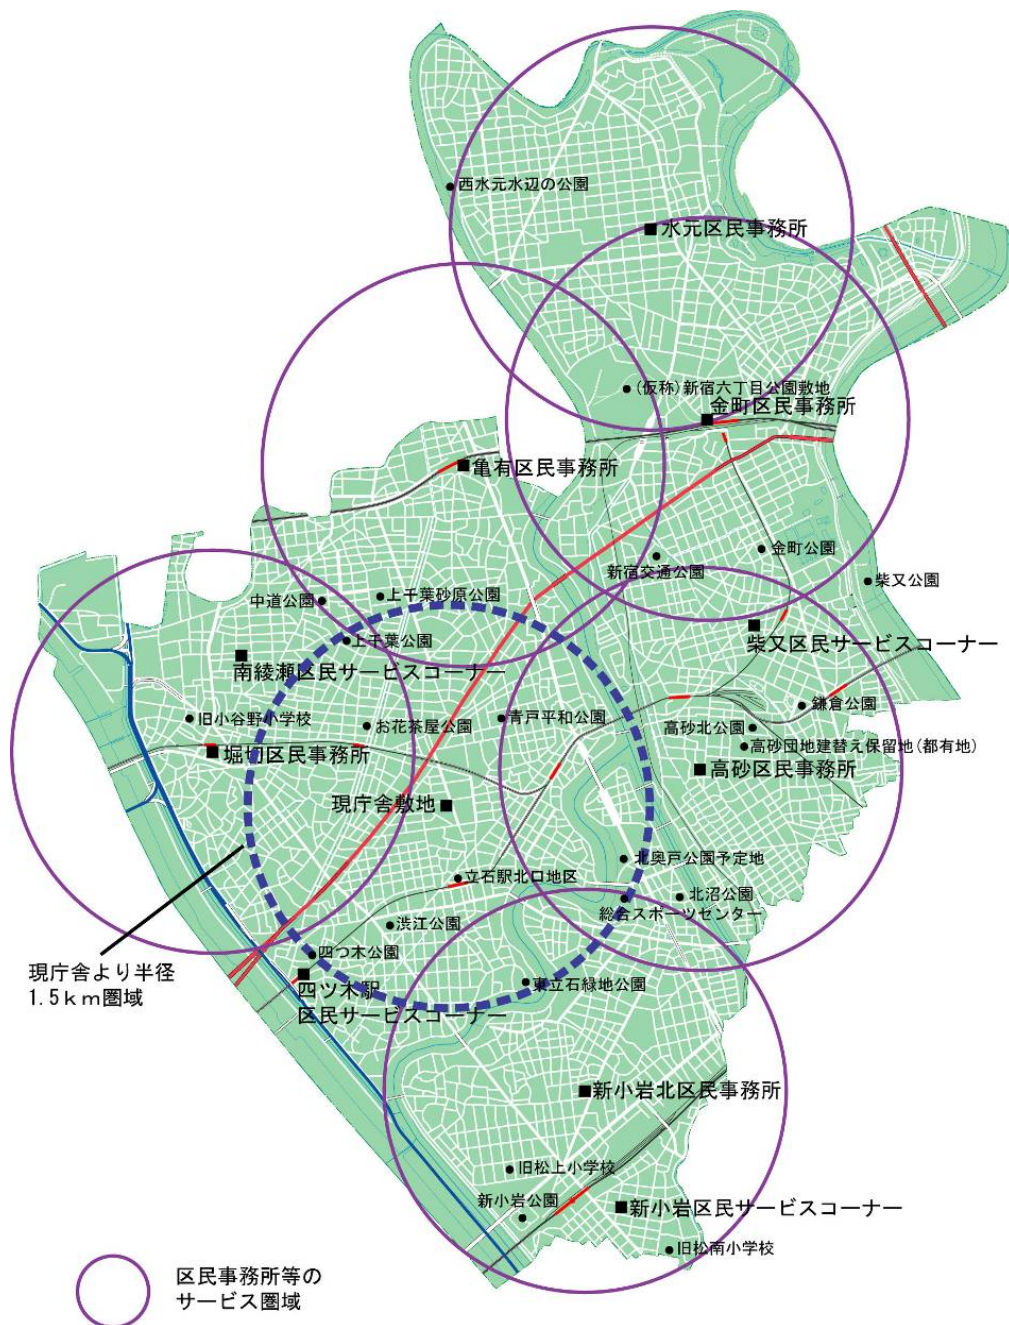 西水元水辺の公園
水元区民事務所
(仮称)新宿六丁目公園敷地
金町区民事務所
亀有区民事務所
金町公園
新宿交通公園
柴又公園
上千葉砂原公園
中道公園
柴又区民サービスコーナー
上千葉公園
南綾瀬区民サービスコーナー
鎌倉公園
旧小谷野小学校
お花茶屋公園
青戸平和公園
高砂北公園
高砂団地建替え保留地(都有地)
堀切区民事務所
高砂区民事務所
現庁舎敷地
北奥戸公園予定地
立石駅北口地区
北沼公園
総合スポーツセンター
渋江公園
四つ木公園
現庁舎より半径
1.5km圏域
四ツ木駅
区民サービスコーナー
東立石緑地公園
新小岩北区民事務所
旧松上小学校
新小岩公園
新小岩区民サービスコーナー
旧松南小学校
区民事務所等の
サービス圏域